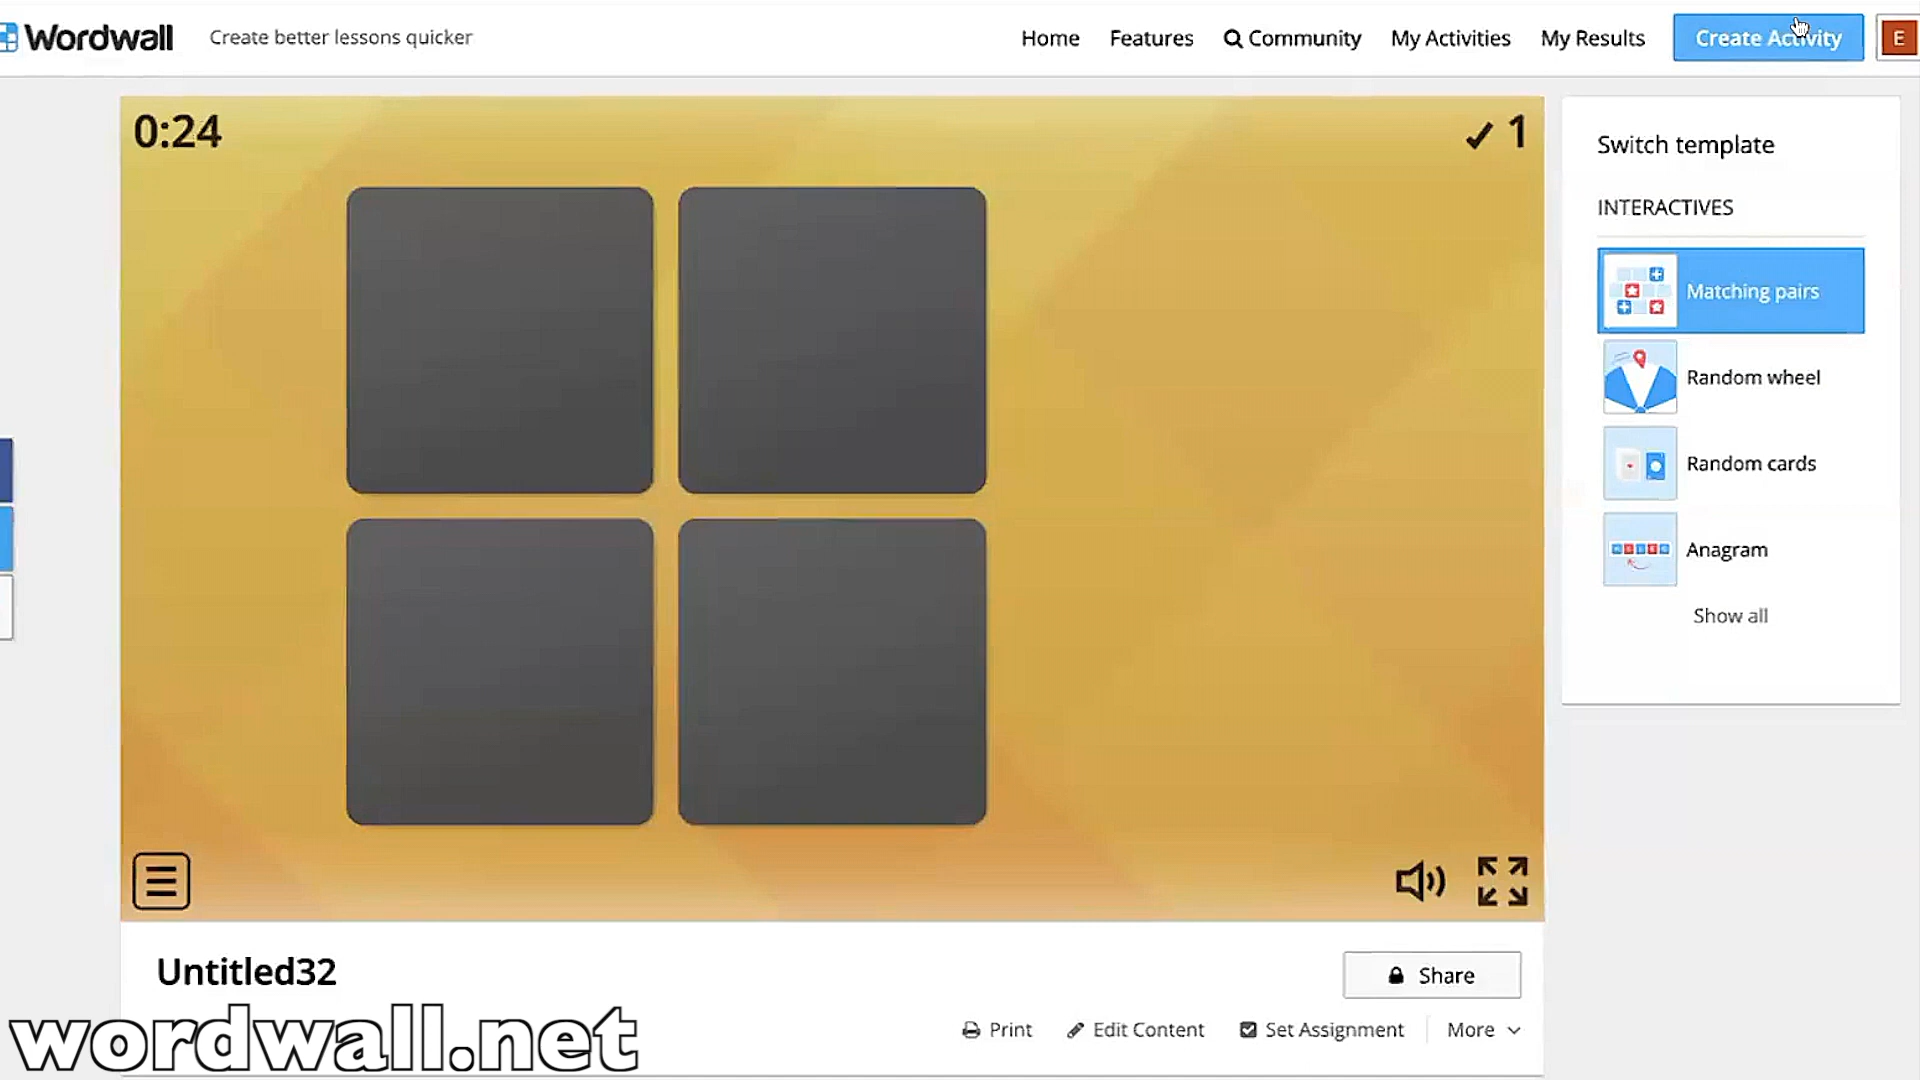 Wordwall Create better lessons quicker Home Features Community My Activities My Results Create Activity E
0:24
1
Switch template
INTERACTIVES
Matching pairs
Random wheel
Random cards
Anagram
Show all
Untitled32
Share
Print Edit Content Set Assignment More
wordwall.net